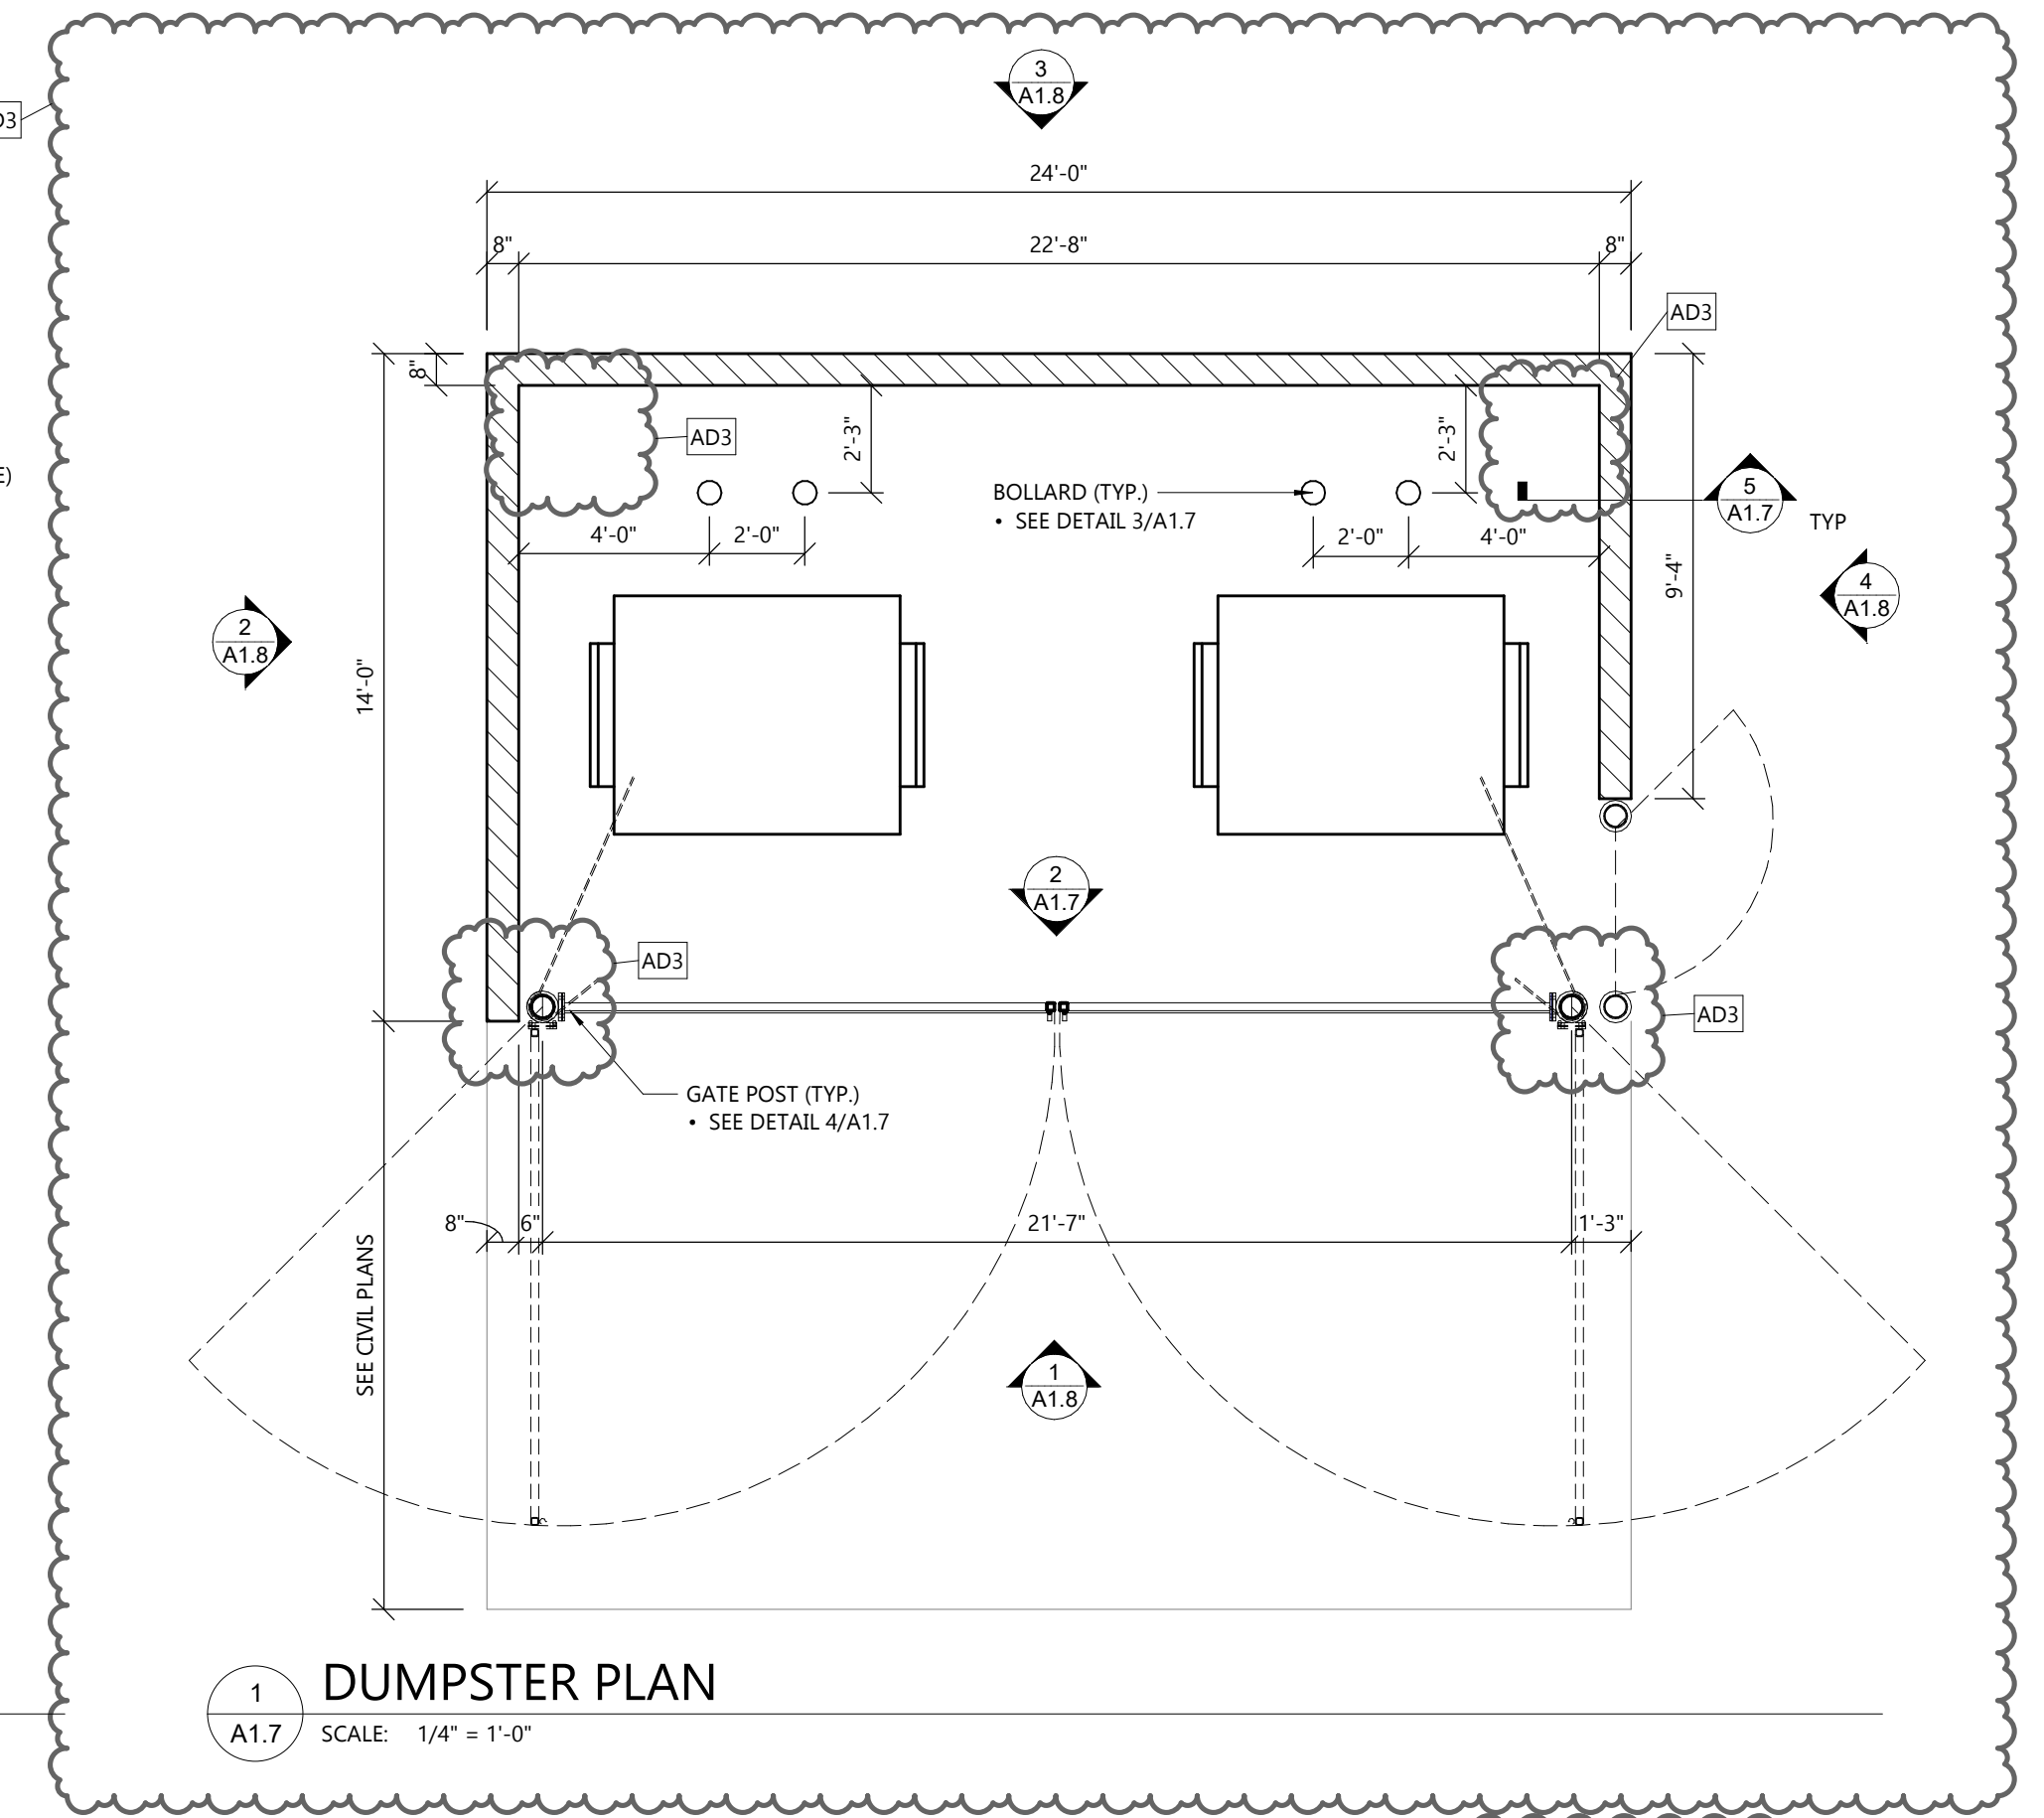 3
A1.8
D3
24'-0"
8"
22'-8"
8"
AD3
8"
AD3
2'-3"
2'-3"
E)
BOLLARD (TYP.)
• SEE DETAIL 3/A1.7
5
A1.7
TYP
4'-0"
2'-0"
2'-0"
4'-0"
9'-4"
4
A1.8
2
A1.8
14'-0"
2
A1.7
AD3
AD3
GATE POST (TYP.)
• SEE DETAIL 4/A1.7
8"
6"
21'-7"
1'-3"
SEE CIVIL PLANS
1
A1.8
1
A1.7
DUMPSTER PLAN
SCALE: 1/4" = 1'-0"